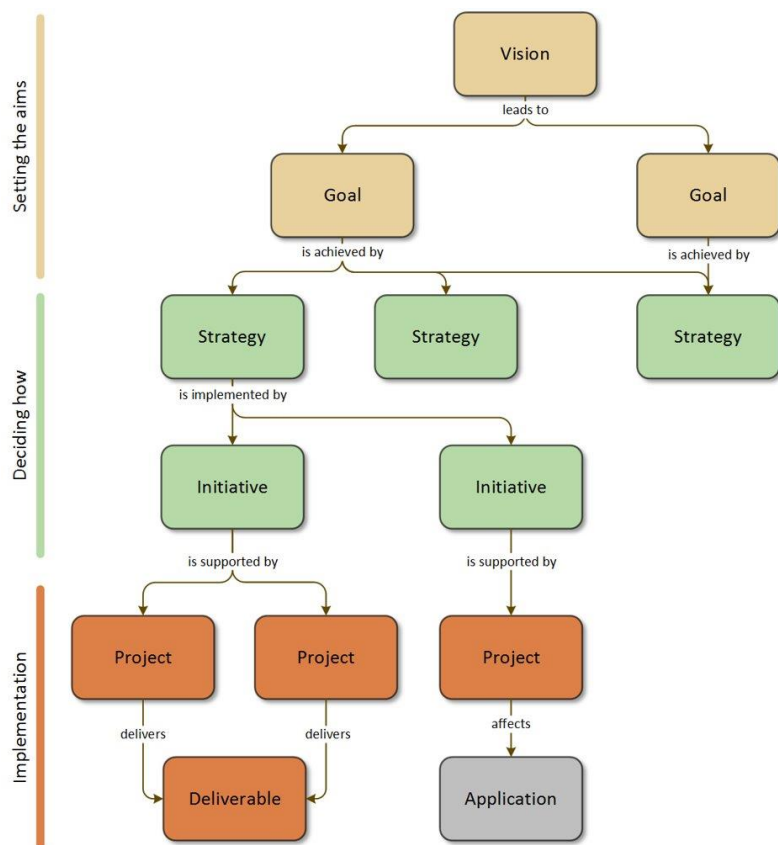 Setting the aims
Vision
leads to
Goal
Goal
is achieved by
is achieved by
Deciding how
Strategy
Strategy
Strategy
is implemented by
Initiative
Initiative
is supported by
is supported by
Implementation
Project
Project
Project
delivers
delivers
affects
Deliverable
Application